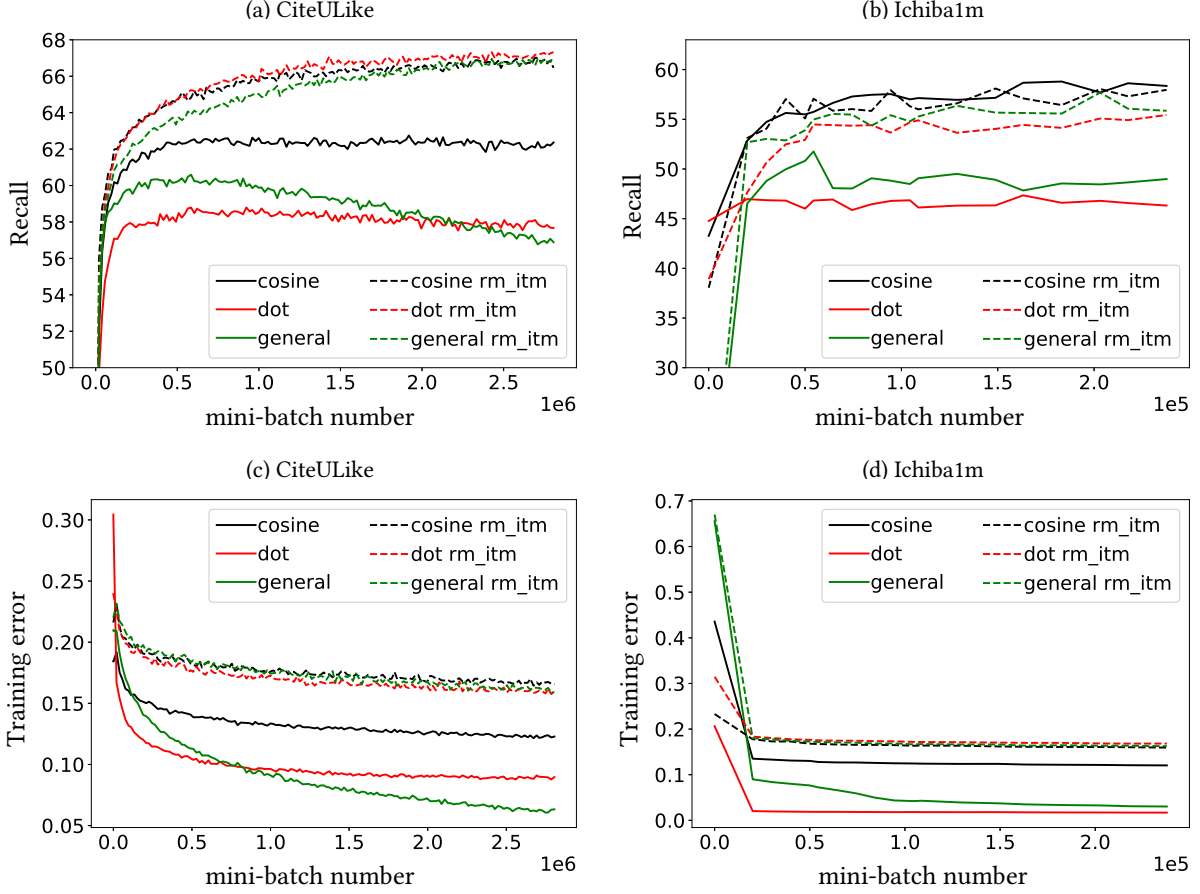 (a) CiteULike
Recall
68
66
64
62
60
58
56
54
52
50
cosine
dot
general
cosine rm_itm
dot rm_itm
general rm_itm
0.0 0.5 1.0 1.5 2.0 2.5
1e6
mini-batch number
(b) Ichiba1m
Recall
60
55
50
45
40
35
30
cosine
dot
general
cosine rm_itm
dot rm_itm
general rm_itm
0.0 0.5 1.0 1.5 2.0
1e5
mini-batch number
(c) CiteULike
Training error
0.30
0.25
0.20
0.15
0.10
0.05
cosine
dot
general
cosine rm_itm
dot rm_itm
general rm_itm
0.0 0.5 1.0 1.5 2.0 2.5
1e6
mini-batch number
(d) Ichiba1m
Training error
0.7
0.6
0.5
0.4
0.3
0.2
0.1
0.0
cosine
dot
general
cosine rm_itm
dot rm_itm
general rm_itm
0.0 0.5 1.0 1.5 2.0
1e5
mini-batch number